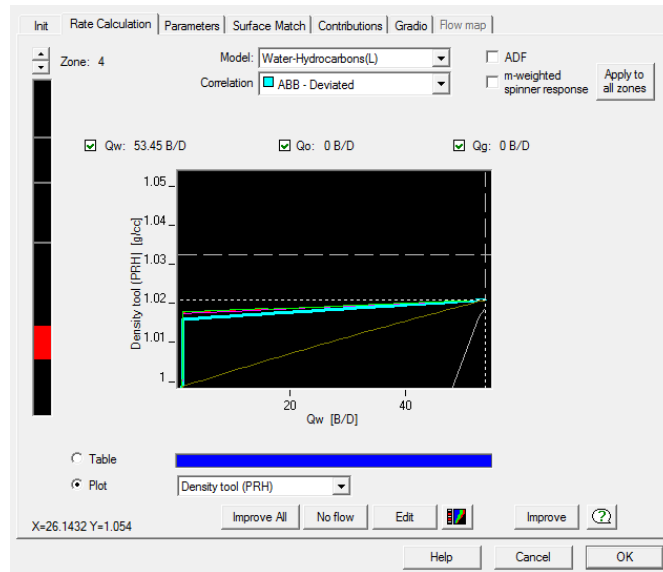 Init Rate Calculation Parameters Surface Match Contributions Gradio Flow map
Zone: 4
Model: Water-Hydrocarbons(L)
ADF
Correlation ABB - Deviated
m-weighted
spinner response
Apply to
all zones
Qw: 53.45 B/D Qo: 0 B/D Qg: 0 B/D
Density tool (PRH) [g/cc]
1.05
1.04
1.03
1.02
1.01
1
20 40
Qw [B/D]
Table
Plot Density tool (PRH)
X=26.1432 Y=1.054
Improve All No flow Edit Improve ?
Help Cancel OK